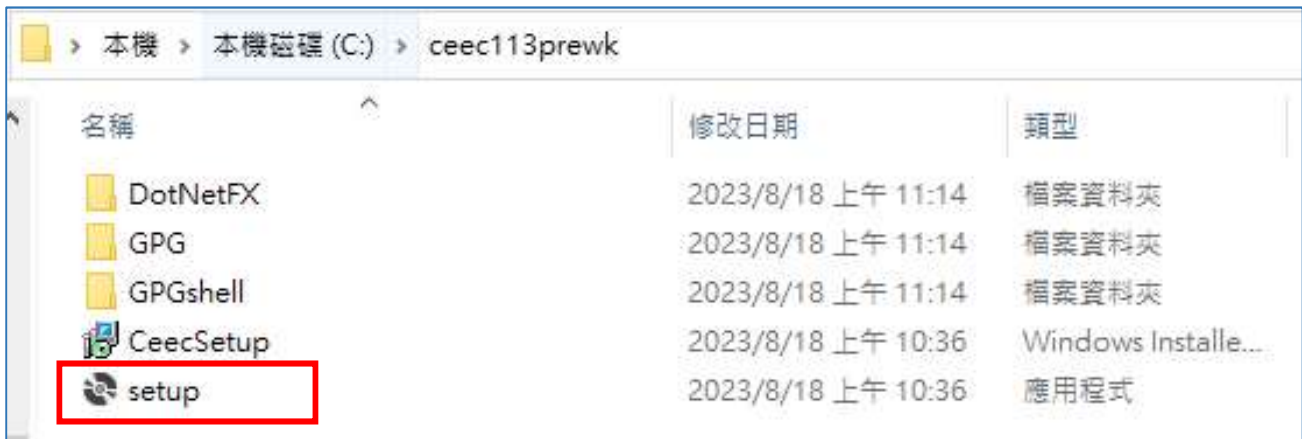 本機 > 本機磁碟 (C:) > ceec113prewk
名稱 修改日期 類型
DotNetFX 2023/8/18 上午 11:14 檔案資料夾
GPG 2023/8/18 上午 11:14 檔案資料夾
GPGshell 2023/8/18 上午 11:14 檔案資料夾
CeecSetup 2023/8/18 上午 10:36 Windows Installe...
setup 2023/8/18 上午 10:36 應用程式